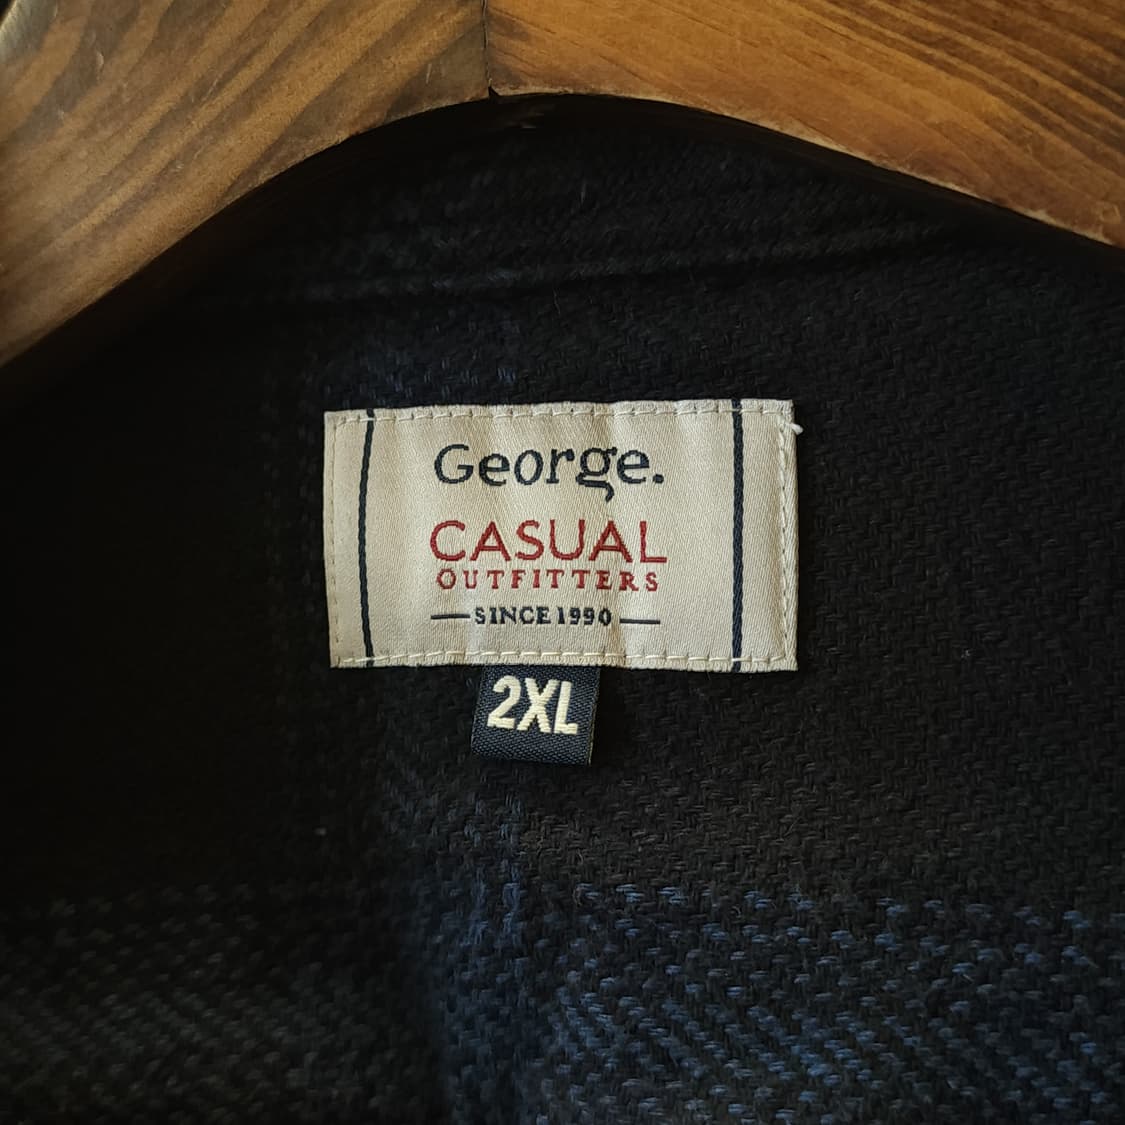 George.
CASUAL
OUTFITTERS
SINCE 1990
2XL